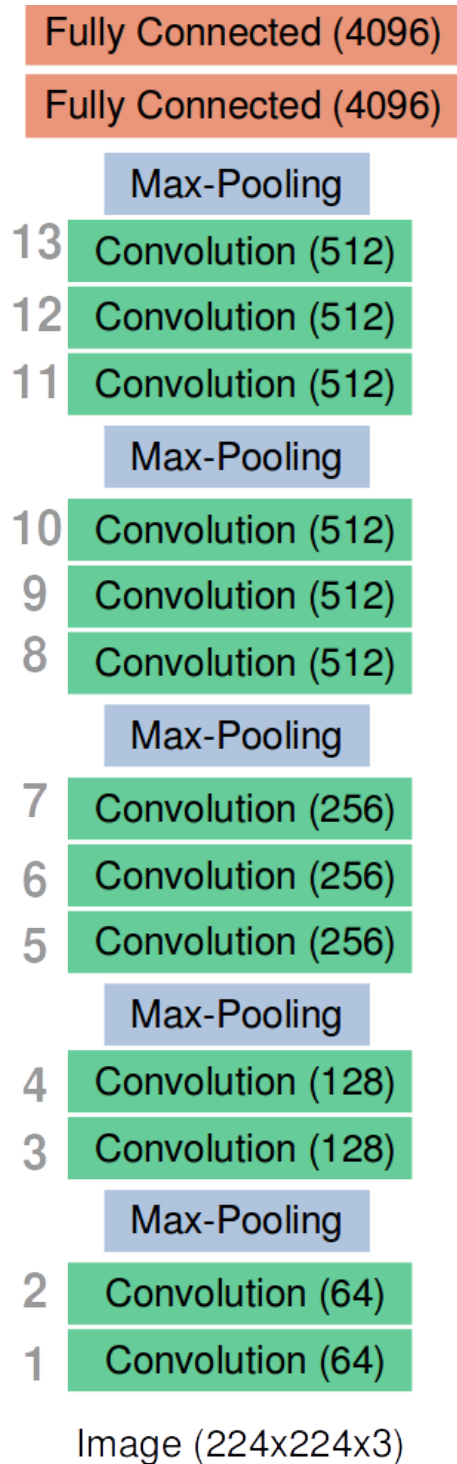 Fully Connected (4096)
Fully Connected (4096)
Max-Pooling
13 Convolution (512)
12 Convolution (512)
11 Convolution (512)
Max-Pooling
10 Convolution (512)
9 Convolution (512)
8 Convolution (512)
Max-Pooling
7 Convolution (256)
6 Convolution (256)
5 Convolution (256)
Max-Pooling
4 Convolution (128)
3 Convolution (128)
Max-Pooling
2 Convolution (64)
1 Convolution (64)
Image (224x224x3)